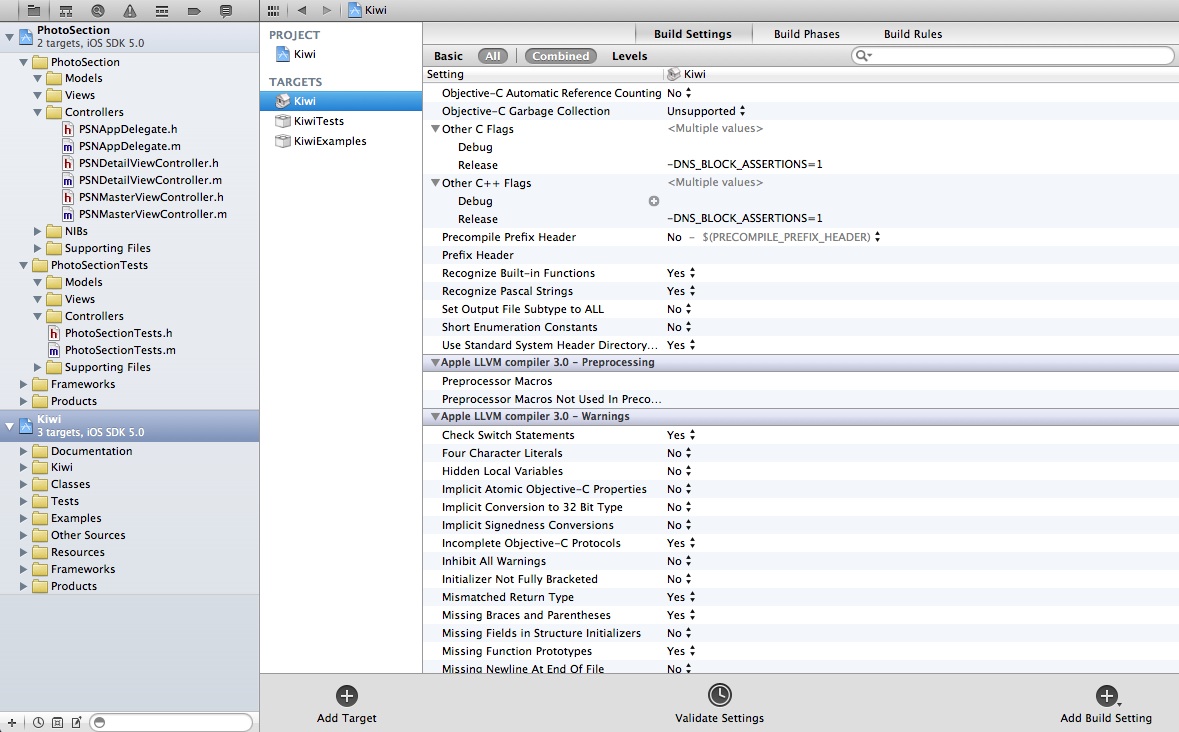 Kiwi
PhotoSection
2 targets, iOS SDK 5.0
PhotoSection
Models
Views
Controllers
PSNAppDelegate.h
PSNAppDelegate.m
PSNDetailViewController.h
PSNDetailViewController.m
PSNMasterViewController.h
PSNMasterViewController.m
NIBs
Supporting Files
PhotoSectionTests
Models
Views
Controllers
PhotoSectionTests.h
PhotoSectionTests.m
Supporting Files
Frameworks
Products
Kiwi
3 targets, iOS SDK 5.0
Documentation
Kiwi
Classes
Tests
Examples
Other Sources
Resources
Frameworks
Products
PROJECT
Kiwi
TARGETS
Kiwi
KiwiTests
KiwiExamples
Build Settings Build Phases Build Rules
Basic All Combined Levels
Setting Kiwi
Objective-C Automatic Reference Counting No
Objective-C Garbage Collection Unsupported
Other C Flags <Multiple values>
Debug
Release -DNS_BLOCK_ASSERTIONS=1
Other C++ Flags <Multiple values>
Debug
Release -DNS_BLOCK_ASSERTIONS=1
Precompile Prefix Header No - $(PRECOMPILE_PREFIX_HEADER)
Prefix Header
Recognize Built-in Functions Yes
Recognize Pascal Strings Yes
Set Output File Subtype to ALL No
Short Enumeration Constants No
Use Standard System Header Directory... Yes
Apple LLVM compiler 3.0 - Preprocessing
Preprocessor Macros
Preprocessor Macros Not Used In Preco...
Apple LLVM compiler 3.0 - Warnings
Check Switch Statements Yes
Four Character Literals No
Hidden Local Variables No
Implicit Atomic Objective-C Properties No
Implicit Conversion to 32 Bit Type No
Implicit Signedness Conversions No
Incomplete Objective-C Protocols Yes
Inhibit All Warnings No
Initializer Not Fully Bracketed No
Mismatched Return Type Yes
Missing Braces and Parentheses Yes
Missing Fields in Structure Initializers No
Missing Function Prototypes Yes
Missing Newline At End Of File No
Add Target Validate Settings Add Build Setting